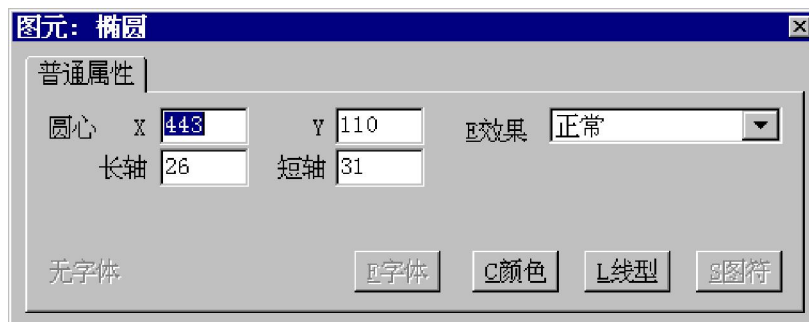 图元：椭圆
普通属性
圆心 X 443 Y 110 E效果 正常
长轴 26 短轴 31
无字体 F字体 C颜色 L线型 S图符